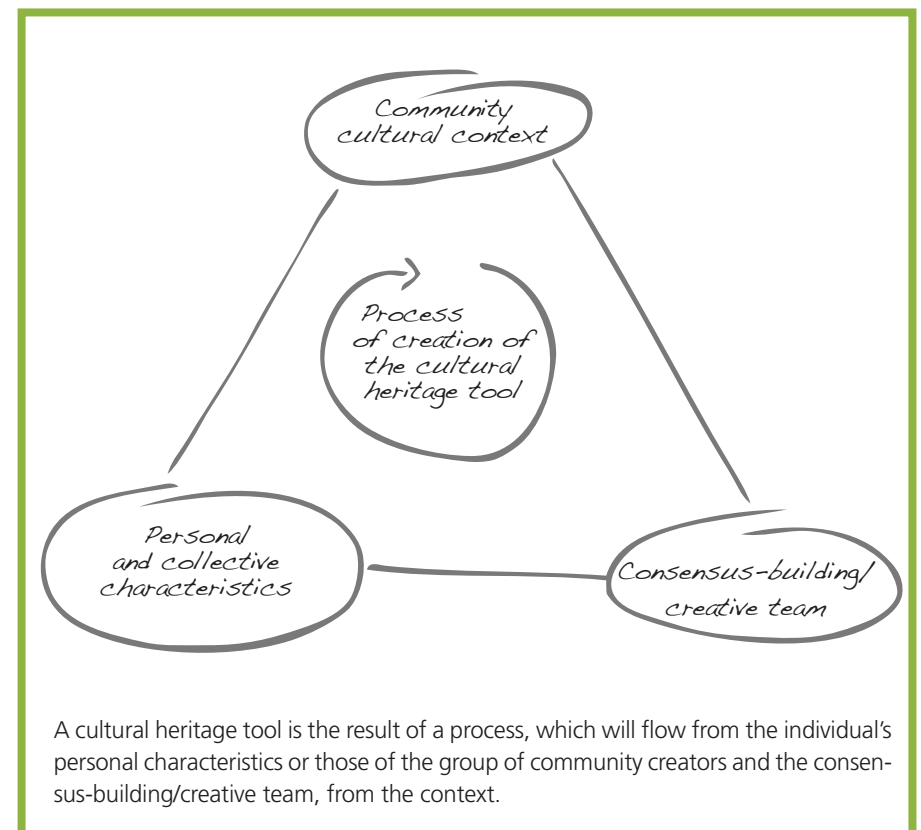 Community
cultural context
Process
of creation of
the cultural
heritage tool
Personal
and collective
characteristics
Consensus-building/
creative team
A cultural heritage tool is the result of a process, which will flow from the individual’s
personal characteristics or those of the group of community creators and the consen-
sus-building/creative team, from the context.